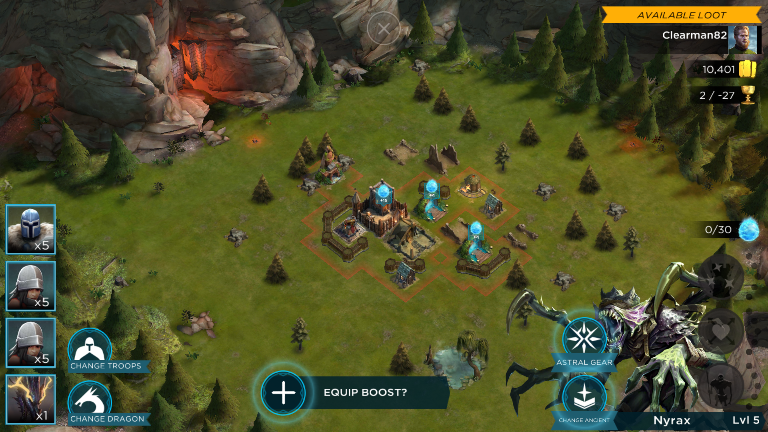 AVAILABLE LOOT
Clearman82
10,401
2 / -27
0/30
x5
x5
x5
x1
CHANGE TROOPS
CHANGE DRAGON
EQUIP BOOST?
ASTRAL GEAR
CHANGE ANCIENT
Nyrax
Lvl 5